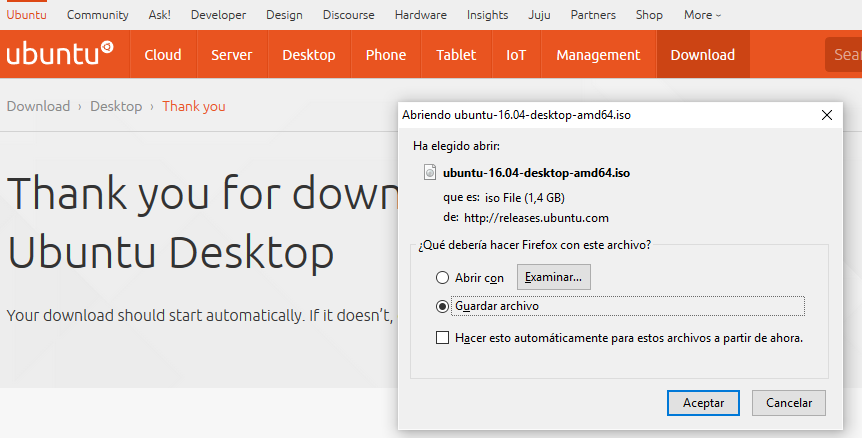 Ubuntu Community Ask! Developer Design Discourse Hardware Insights Juju Partners Shop More
ubuntu Cloud Server Desktop Phone Tablet IoT Management Download Sea
Download › Desktop › Thank you
Thank you for down
Ubuntu Desktop
Your download should start automatically. If it doesn't,
Abriendo ubuntu-16.04-desktop-amd64.iso
Ha elegido abrir:
ubuntu-16.04-desktop-amd64.iso
que es: iso File (1,4 GB)
de: http://releases.ubuntu.com
¿Qué debería hacer Firefox con este archivo?
Abrir con Examinar...
Guardar archivo
Hacer esto automáticamente para estos archivos a partir de ahora.
Aceptar Cancelar